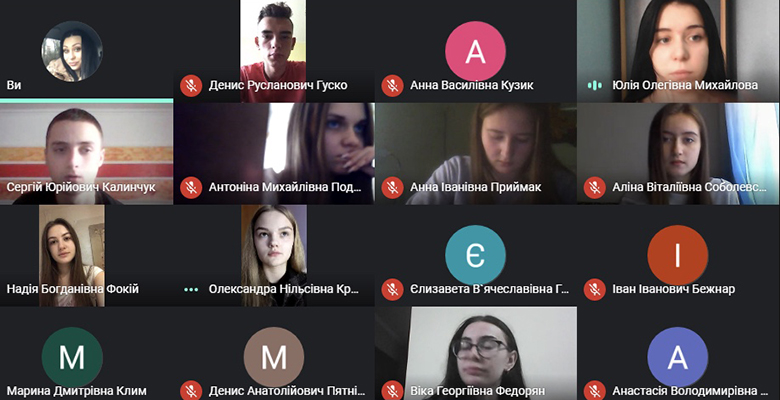 Ви
Денис Русланович Гуско
А
Анна Василівна Кузик
Юлія Олегівна Михайлова
Сергій Юрійович Калинчук
Антоніна Михайлівна Под...
Анна Іванівна Приймак
Аліна Віталіївна Соболевс...
Надія Богданівна Фокій
Олександра Нільсівна Кр...
Є
Єлизавета В'ячеславівна Г...
І
Іван Іванович Бежнар
М
Марина Дмитрівна Клим
М
Денис Анатолійович Пятні...
Віка Георгіївна Федорян
А
Анастасія Володимирівна ...